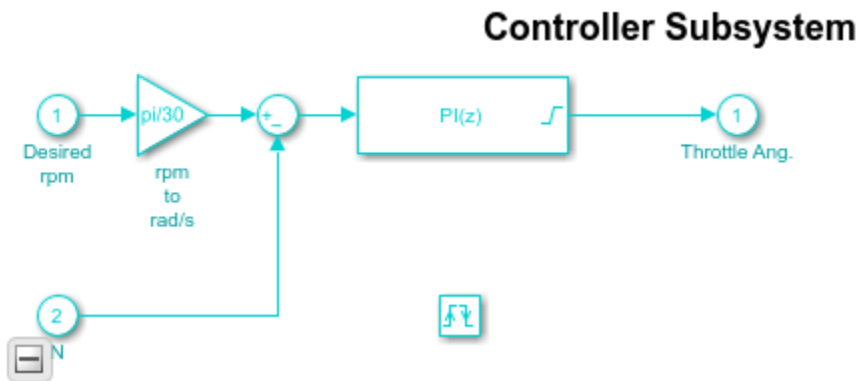 Controller Subsystem
1
pi/30
+
_
PI(z)
1
Desired
rpm
Throttle Ang.
rpm
to
rad/s
2
N